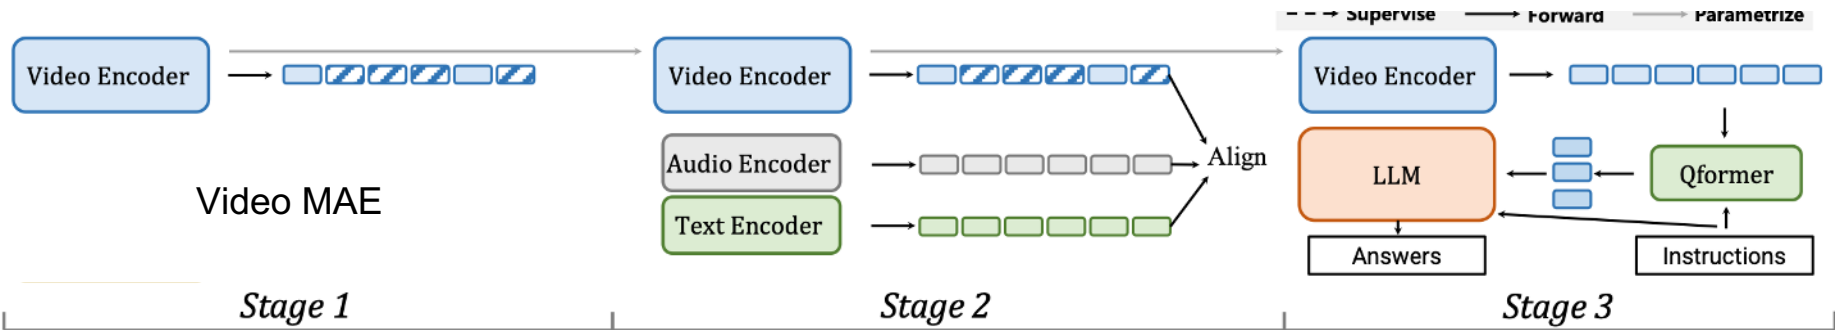 Supervise Forward Parametrize
Video Encoder
Video MAE
Stage 1
Video Encoder
Audio Encoder
Text Encoder
Align
Stage 2
Video Encoder
LLM
Qformer
Answers
Instructions
Stage 3